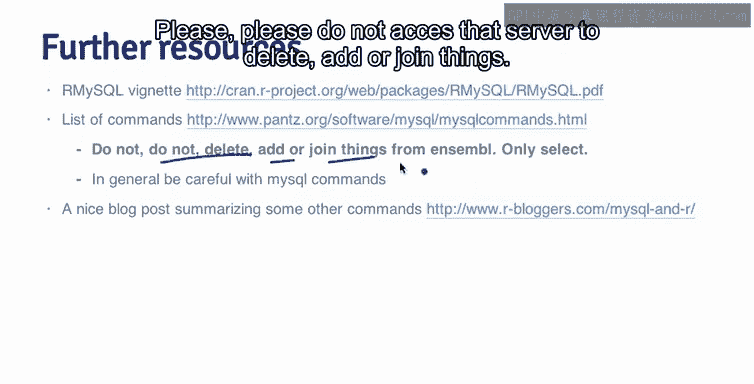 Please, please do not acces that server to
delete, add or join things.
Further resources
· RMySQL vignette http://cran.r-project.org/web/packages/RMySQL/RMySQL.pdf
· List of commands http://www.pantz.org/software/mysql/mysqlcommands.html
- Do not, do not, delete, add or join things from ensembl. Only select.
- In general be careful with mysql commands
· A nice blog post summarizing some other commands http://www.r-bloggers.com/mysql-and-r/